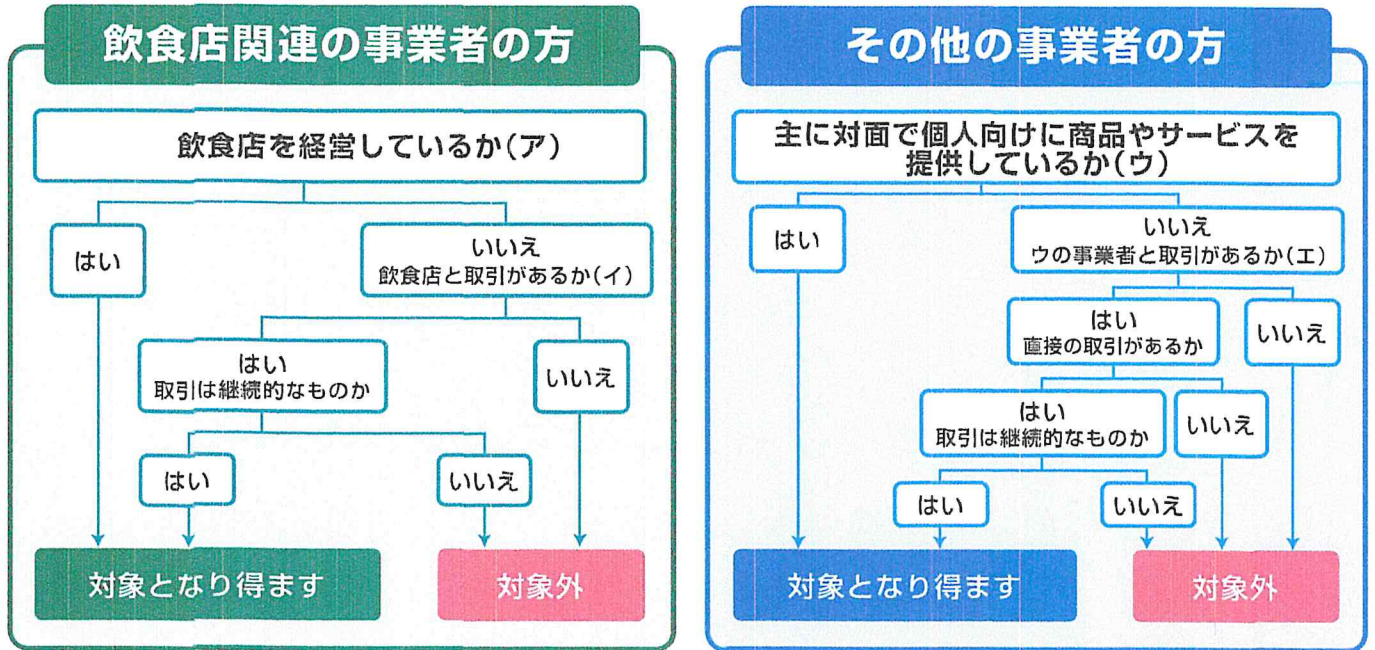 飲食店関連の事業者の方
飲食店を経営しているか(ア)
はい
いいえ
飲食店と取引があるか(イ)
はい
取引は継続的なものか
いいえ
はい
いいえ
対象となり得ます
対象外
その他の事業者の方
主に対面で個人向けに商品やサービスを
提供しているか(ウ)
はい
いいえ
ウの事業者と取引があるか(エ)
はい
直接の取引があるか
いいえ
はい
取引は継続的なものか
いいえ
はい
いいえ
対象となり得ます
対象外